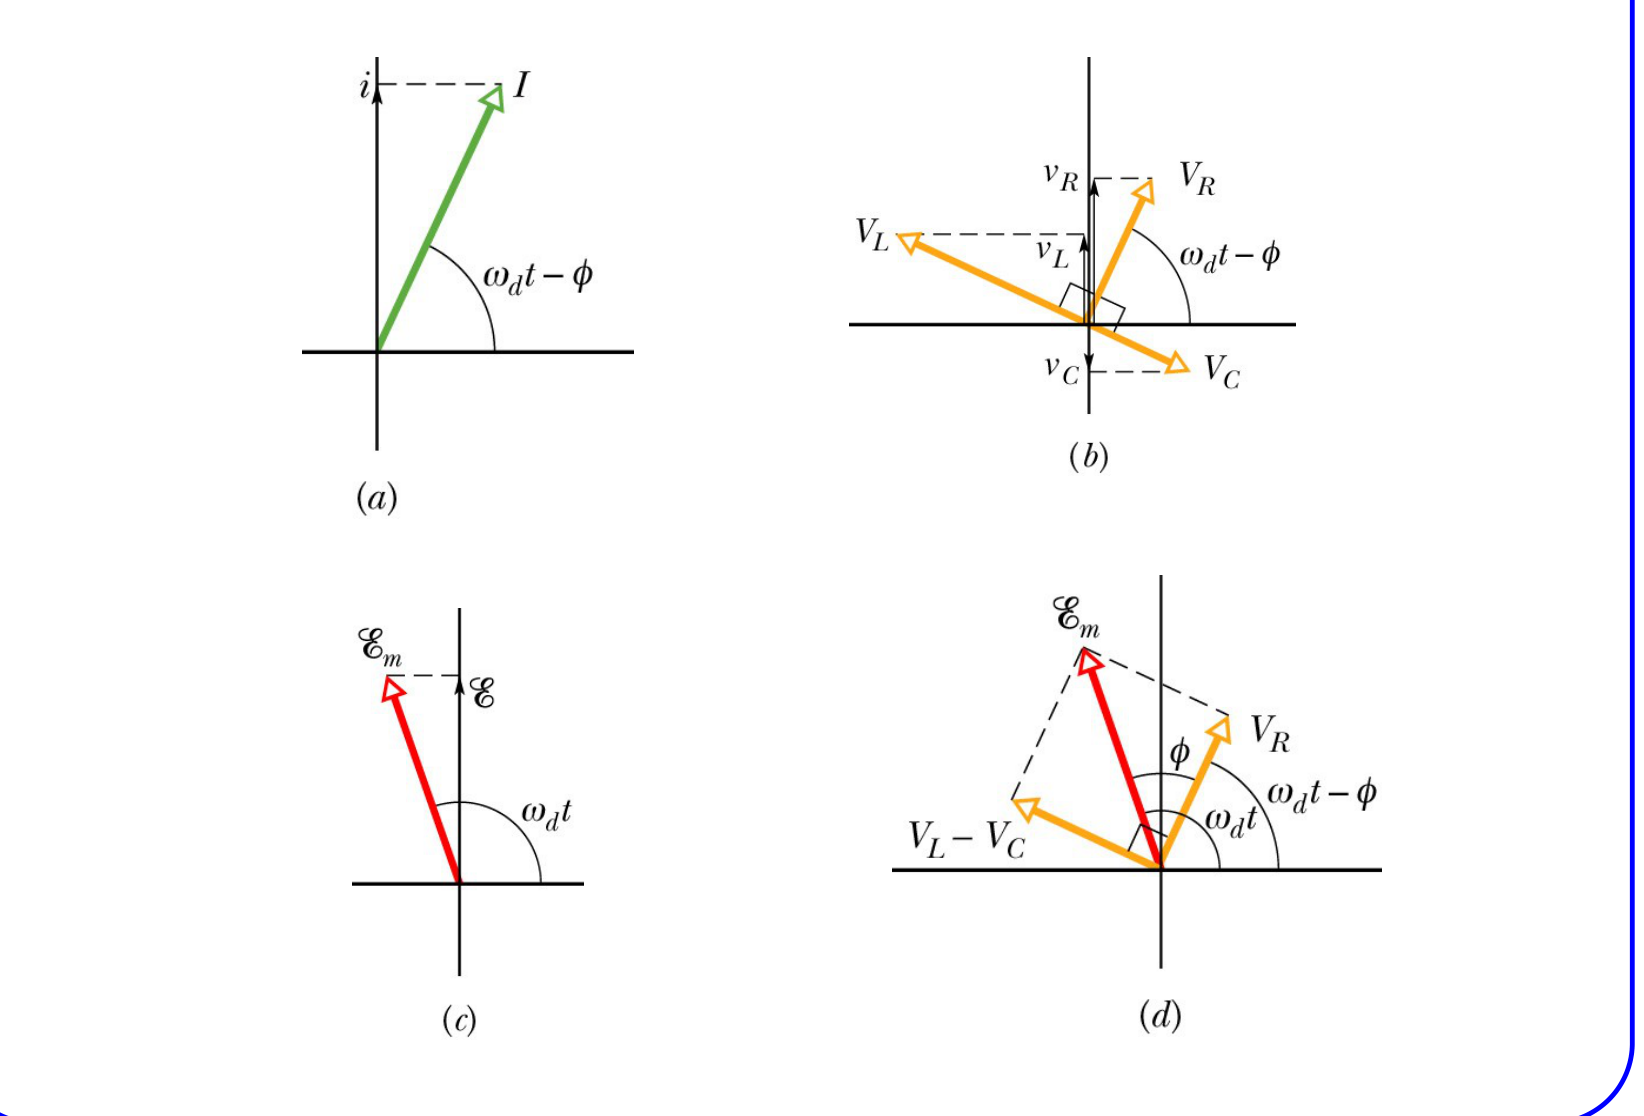 i I
ω_d t − ϕ
(a)
v_R V_R
V_L v_L ω_d t − ϕ
v_C V_C
(b)
ℰ_m
ℰ
ω_d t
(c)
ℰ_m
V_R
ϕ
ω_d t − ϕ
ω_d t
V_L − V_C
(d)